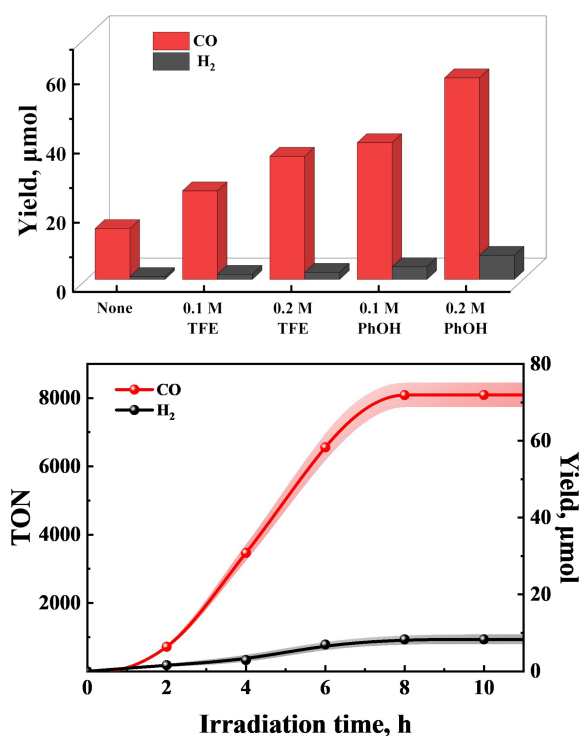 CO
H₂
Yield, μmol
60
40
20
0
None
0.1 M
TFE
0.2 M
TFE
0.1 M
PhOH
0.2 M
PhOH
CO
H₂
TON
8000
6000
4000
2000
Yield, μmol
80
60
40
20
0
0
2
4
6
8
10
Irradiation time, h